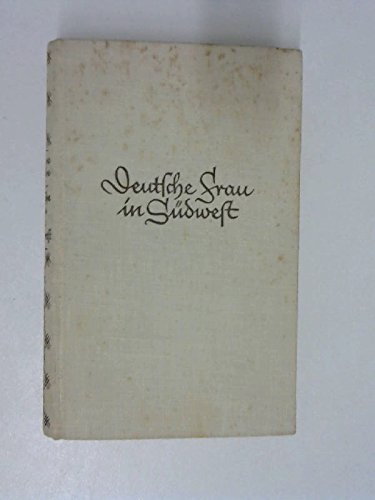 Deutsche Frau
in Südwest